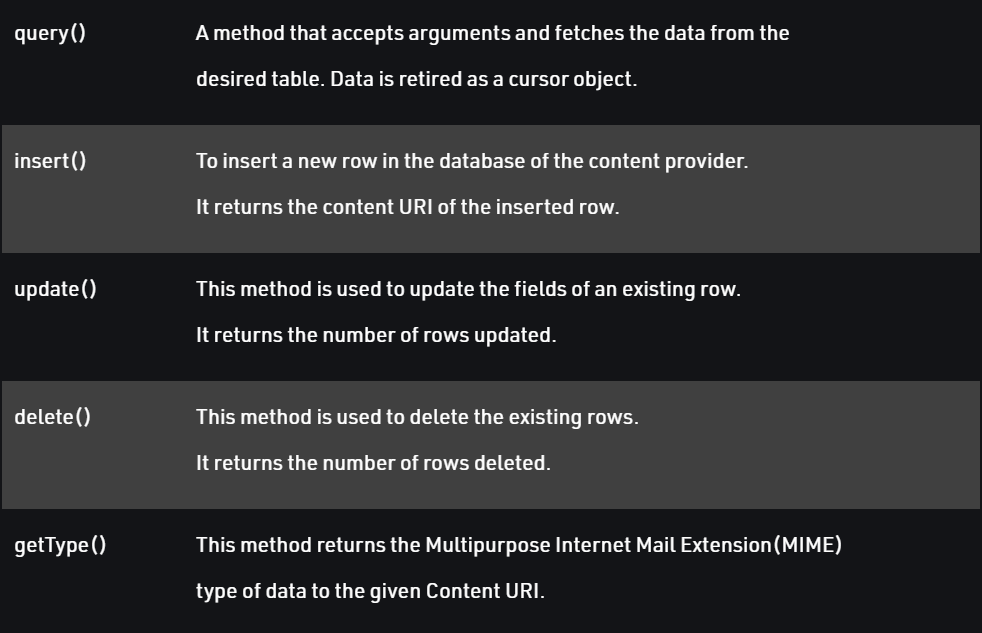 query() A method that accepts arguments and fetches the data from the
desired table. Data is retired as a cursor object.
insert() To insert a new row in the database of the content provider.
It returns the content URI of the inserted row.
update() This method is used to update the fields of an existing row.
It returns the number of rows updated.
delete() This method is used to delete the existing rows.
It returns the number of rows deleted.
getType() This method returns the Multipurpose Internet Mail Extension(MIME)
type of data to the given Content URI.